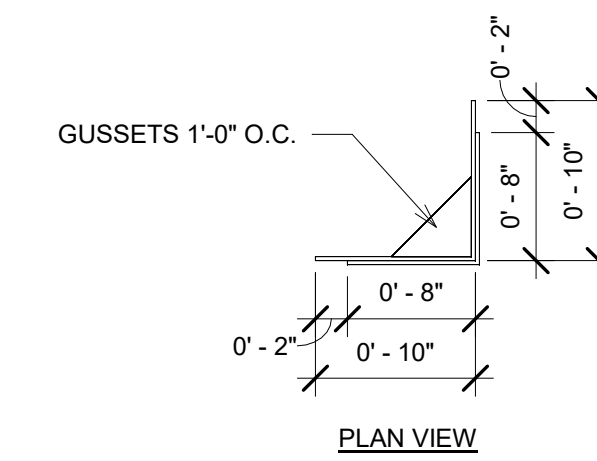 0' - 2"
GUSSETS 1'-0" O.C.
0' - 8"
0' - 10"
0' - 8"
0' - 2"
0' - 10"
PLAN VIEW